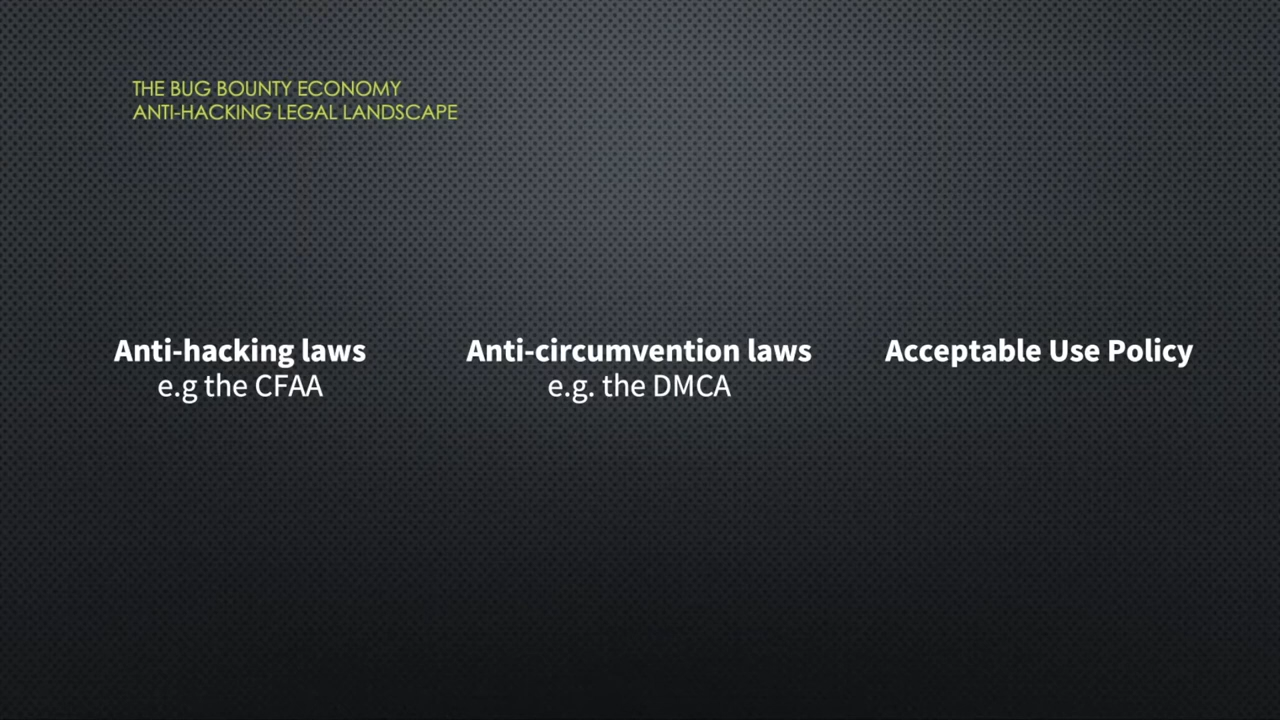 THE BUG BOUNTY ECONOMY
ANTI-HACKING LEGAL LANDSCAPE
Anti-hacking laws
e.g the CFAA
Anti-circumvention laws
e.g. the DMCA
Acceptable Use Policy